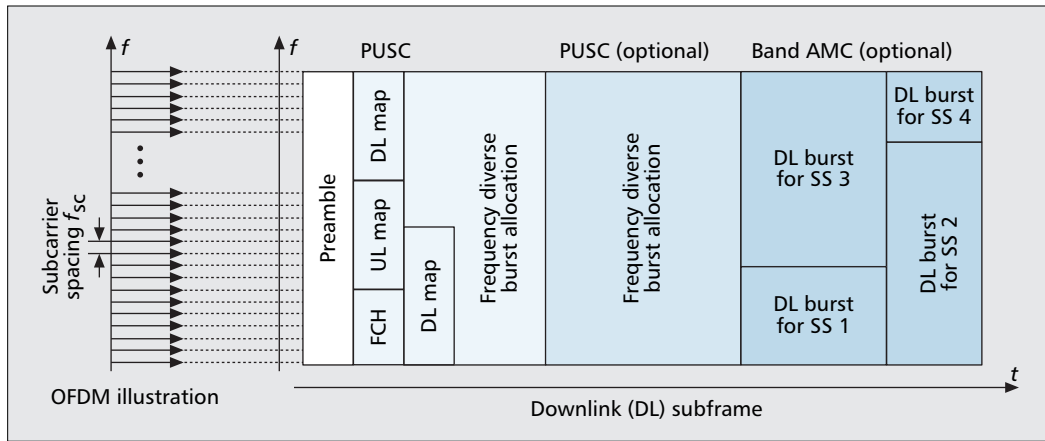 f
f
PUSC
PUSC (optional)
Band AMC (optional)
Subcarrier
spacing fSC
Preamble
DL map
UL map
FCH
DL map
Frequency diverse
burst allocation
Frequency diverse
burst allocation
DL burst
for SS 3
DL burst
for SS 1
DL burst
for SS 4
DL burst
for SS 2
t
OFDM illustration
Downlink (DL) subframe